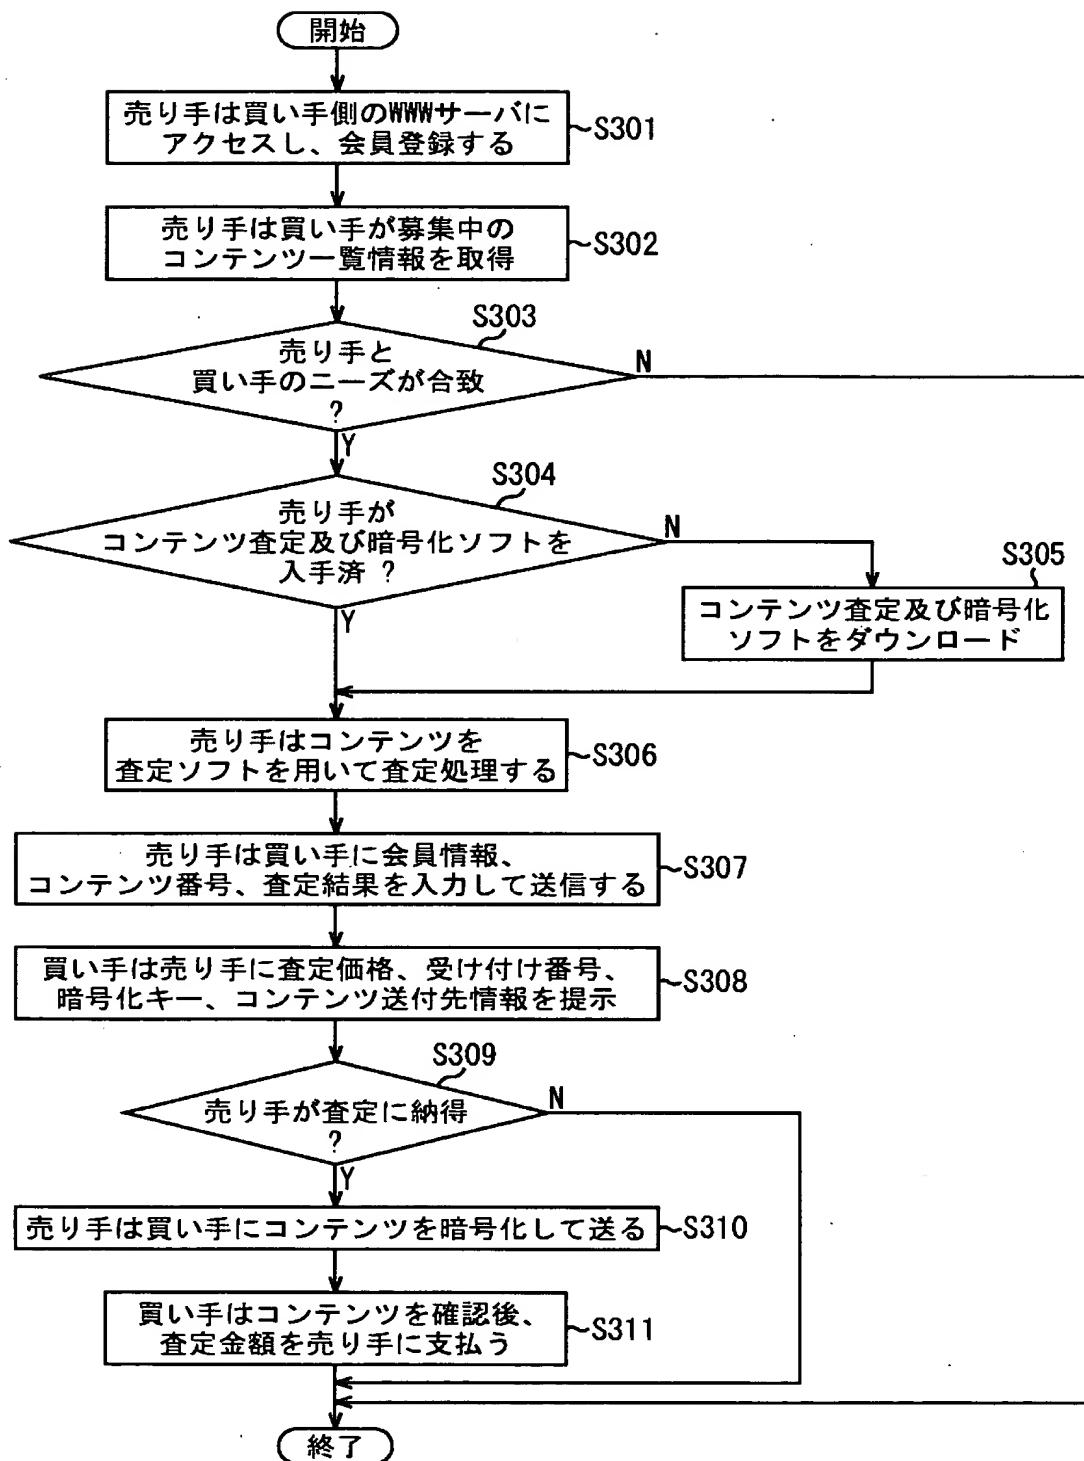 開始
売り手は買い手側のWWWサーバに
アクセスし、会員登録する
S301
売り手は買い手が募集中の
コンテンツ一覧情報を取得
S302
S303
売り手と
買い手のニーズが合致
?
N
Y
S304
売り手が
コンテンツ査定及び暗号化ソフトを
入手済 ?
N
Y
S305
コンテンツ査定及び暗号化
ソフトをダウンロード
売り手はコンテンツを
査定ソフトを用いて査定処理する
S306
売り手は買い手に会員情報、
コンテンツ番号、査定結果を入力して送信する
S307
買い手は売り手に査定価格、受け付け番号、
暗号化キー、コンテンツ送付先情報を提示
S308
S309
売り手が査定に納得
?
N
Y
売り手は買い手にコンテンツを暗号化して送る
S310
買い手はコンテンツを確認後、
査定金額を売り手に支払う
S311
終了